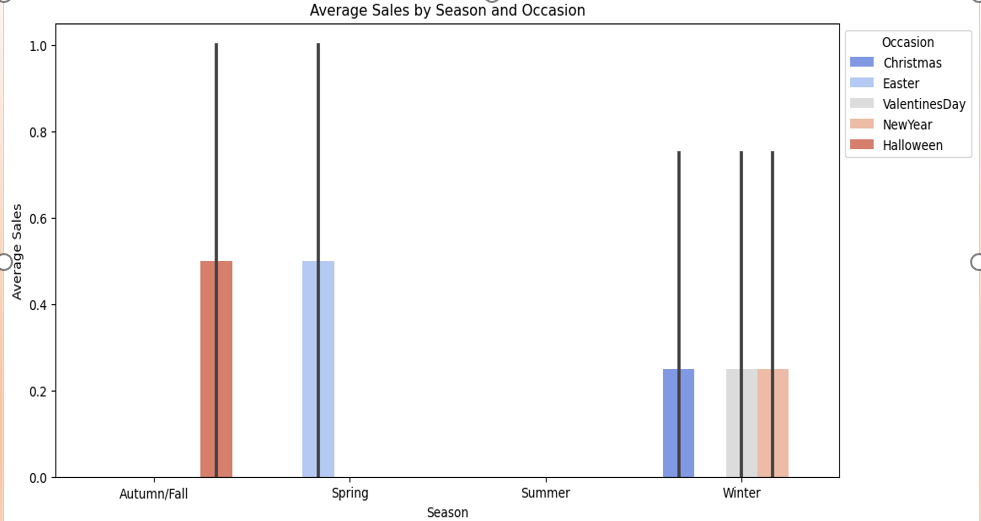 Average Sales by Season and Occasion
Average Sales
1.0
0.8
0.6
0.4
0.2
0.0
Autumn/Fall
Spring
Summer
Winter
Season
Occasion
Christmas
Easter
ValentinesDay
NewYear
Halloween